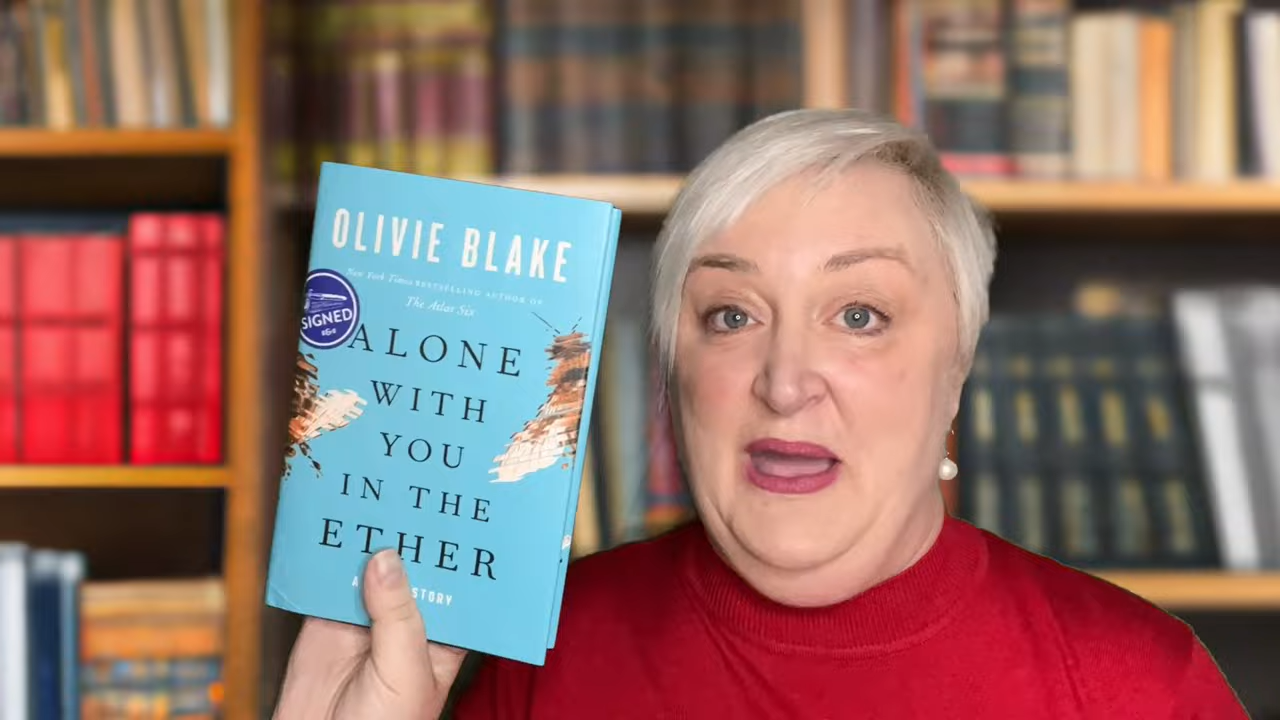 OLIVIE BLAKE
New York Times BESTSELLING AUTHOR OF
The Atlas Six
SIGNED
ALONE
WITH
YOU
IN THE
ETHER
A
STORY